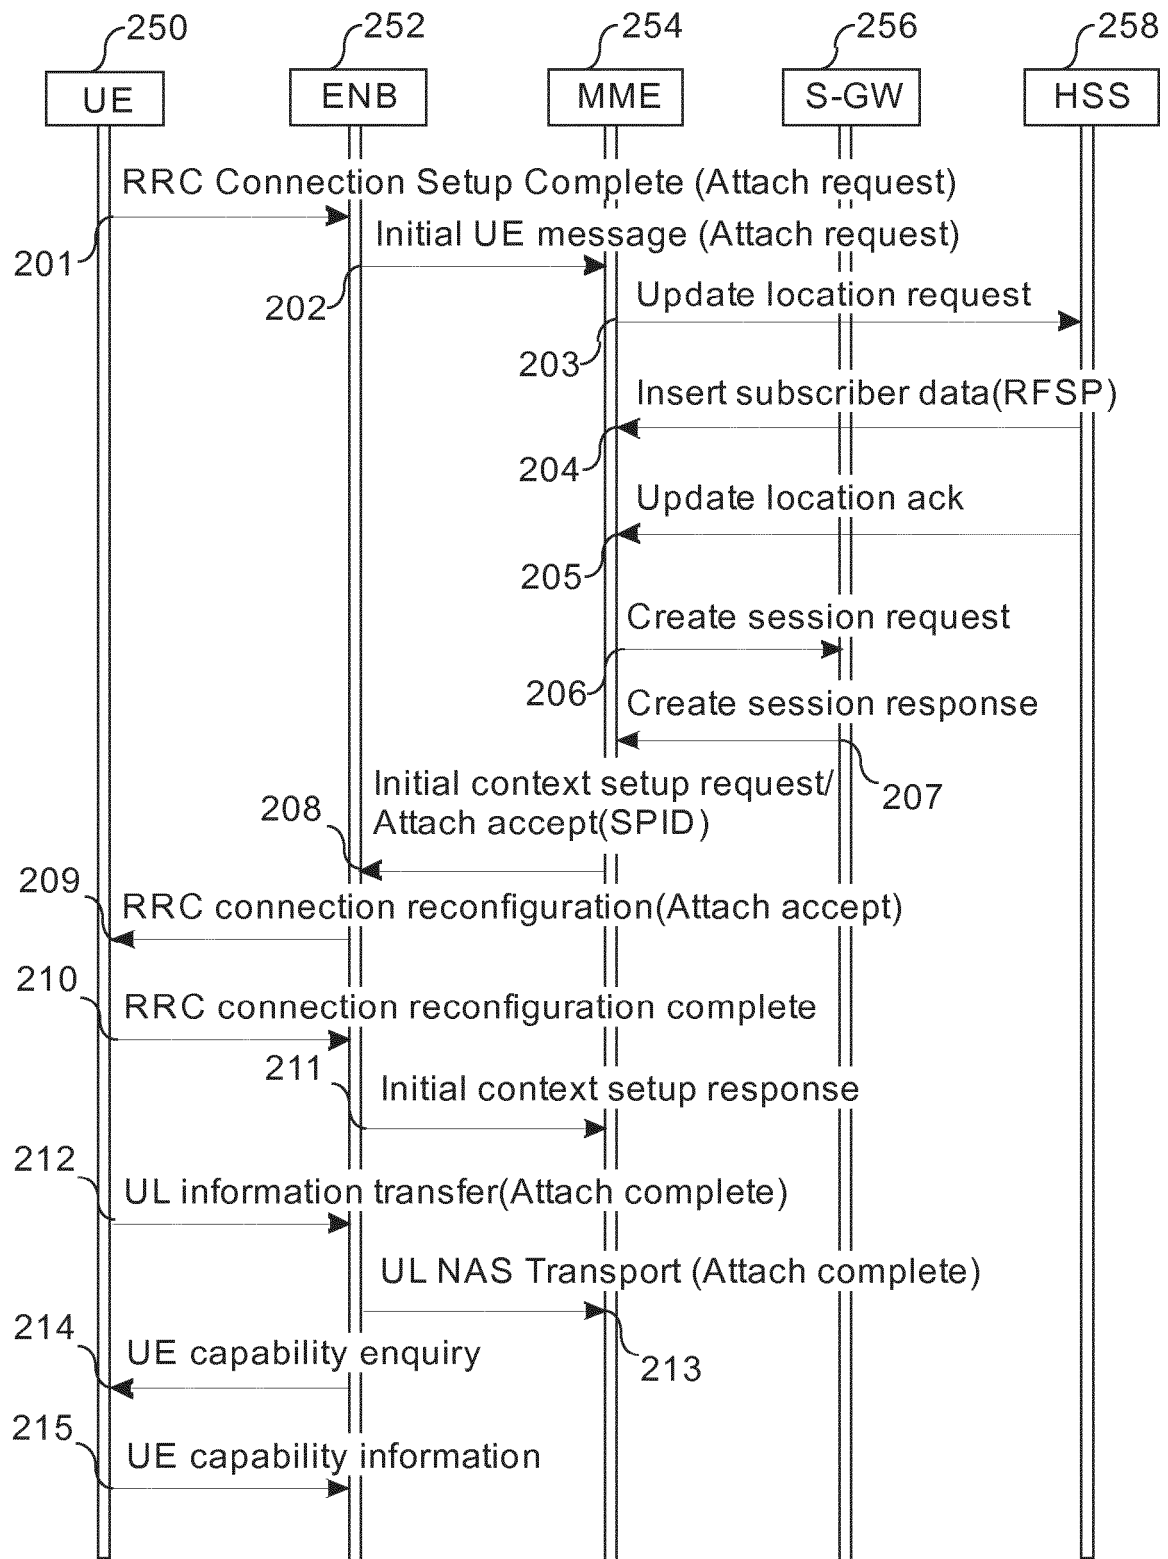 250
252
254
256
258
UE
ENB
MME
S-GW
HSS
RRC Connection Setup Complete (Attach request)
201
Initial UE message (Attach request)
202
Update location request
203
Insert subscriber data(RFSP)
204
Update location ack
205
Create session request
206
Create session response
207
Initial context setup request/
Attach accept(SPID)
208
209
RRC connection reconfiguration(Attach accept)
210
RRC connection reconfiguration complete
211
Initial context setup response
212
UL information transfer(Attach complete)
UL NAS Transport (Attach complete)
213
214
UE capability enquiry
215
UE capability information